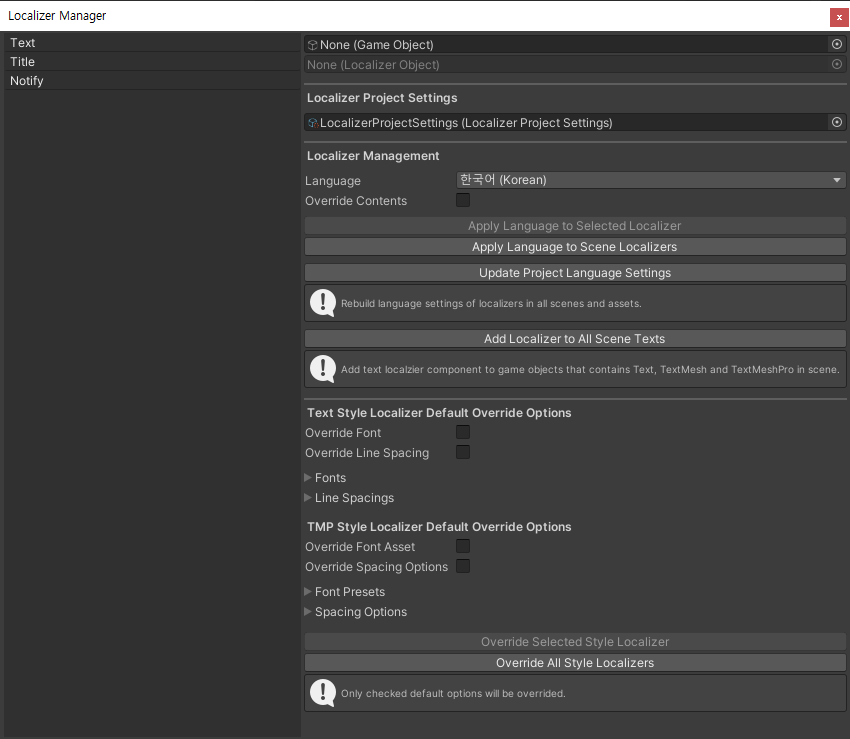 Localizer Manager
x
Text
Title
Notify
None (Game Object)
None (Localizer Object)
Localizer Project Settings
LocalizerProjectSettings (Localizer Project Settings)
Localizer Management
Language
한국어 (Korean)
Override Contents
Apply Language to Selected Localizer
Apply Language to Scene Localizers
Update Project Language Settings
Rebuild language settings of localizers in all scenes and assets.
Add Localizer to All Scene Texts
Add text localzier component to game objects that contains Text, TextMesh and TextMeshPro in scene.
Text Style Localizer Default Override Options
Override Font
Override Line Spacing
Fonts
Line Spacings
TMP Style Localizer Default Override Options
Override Font Asset
Override Spacing Options
Font Presets
Spacing Options
Override Selected Style Localizer
Override All Style Localizers
Only checked default options will be overrided.